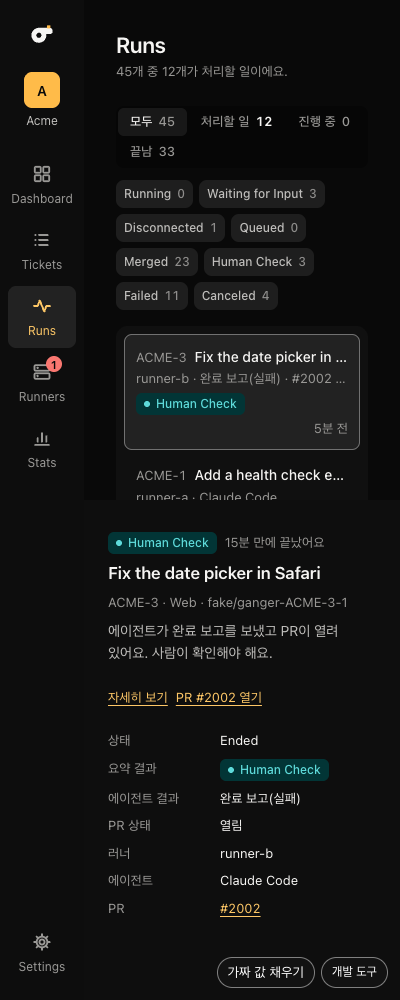 A
Acme
Dashboard
Tickets
Runs
1
Runners
Stats
Settings
Runs
45개 중 12개가 처리할 일이에요.
모두 45 처리할 일 12 진행 중 0
끝남 33
Running 0 Waiting for Input 3
Disconnected 1 Queued 0
Merged 23 Human Check 3
Failed 11 Canceled 4
ACME-3 Fix the date picker in ...
runner-b · 완료 보고(실패) · #2002 ...
Human Check
5분 전
ACME-1 Add a health check e...
runner-a · Claude Code
Human Check 15분 만에 끝났어요
Fix the date picker in Safari
ACME-3 · Web · fake/ganger-ACME-3-1
에이전트가 완료 보고를 보냈고 PR이 열려
있어요. 사람이 확인해야 해요.
자세히 보기 PR #2002 열기
상태 Ended
요약 결과 Human Check
에이전트 결과 완료 보고(실패)
PR 상태 열림
러너 runner-b
에이전트 Claude Code
PR #2002
가짜 값 채우기 개발 도구